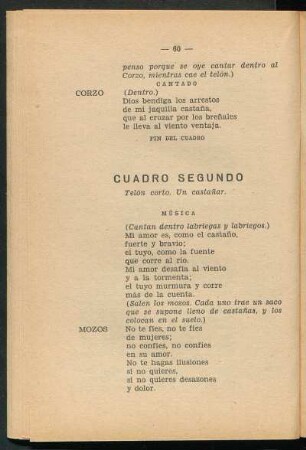 — 60 —
penso porque se oye cantar dentro al
Corzo, mientras cae el telón.)
CANTADO
CORZO (Dentro.)
Dios bendiga los arrestos
de mi jaquilla castaña,
que al cruzar por los breñales
le lleva al viento ventaja.
FIN DEL CUADRO
CUADRO SEGUNDO
Telón corto. Un castañar.
MÚSICA
(Cantan dentro labriegas y labriegos.)
Mi amor es, como el castaño,
fuerte y bravío;
el tuyo, como la fuente
que corre al río.
Mi amor desafía al viento
y a la tormenta;
el tuyo murmura y corre
más de la cuenta.
(Salen los mozos. Cada uno trae un saco
que se supone lleno de castañas, y los
colocan en el suelo.)
MOZOS No te fíes, no te fíes
de mujeres;
no confíes, no confíes
en su amor.
No te hagas ilusiones
si no quieres,
si no quieres desazones
y dolor.